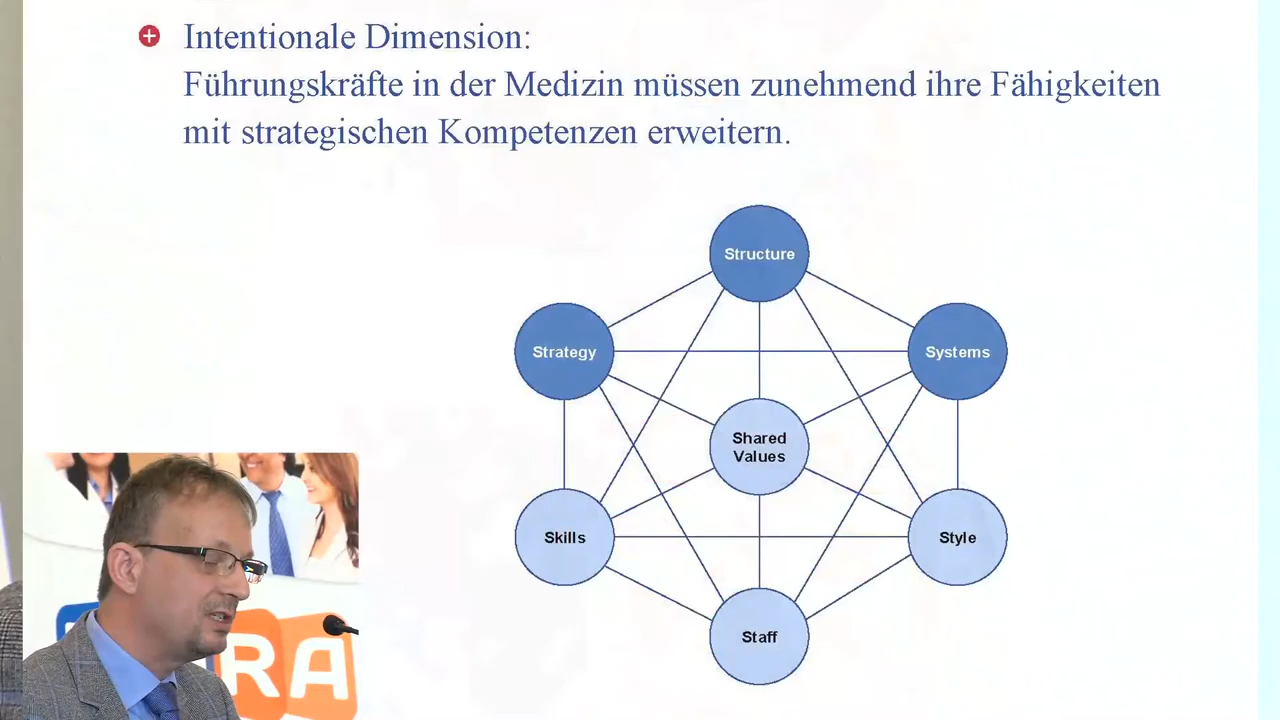 Intentionale Dimension:
Führungskräfte in der Medizin müssen zunehmend ihre Fähigkeiten
mit strategischen Kompetenzen erweitern.
Structure
Strategy
Systems
Shared
Values
Skills
Style
Staff
RA